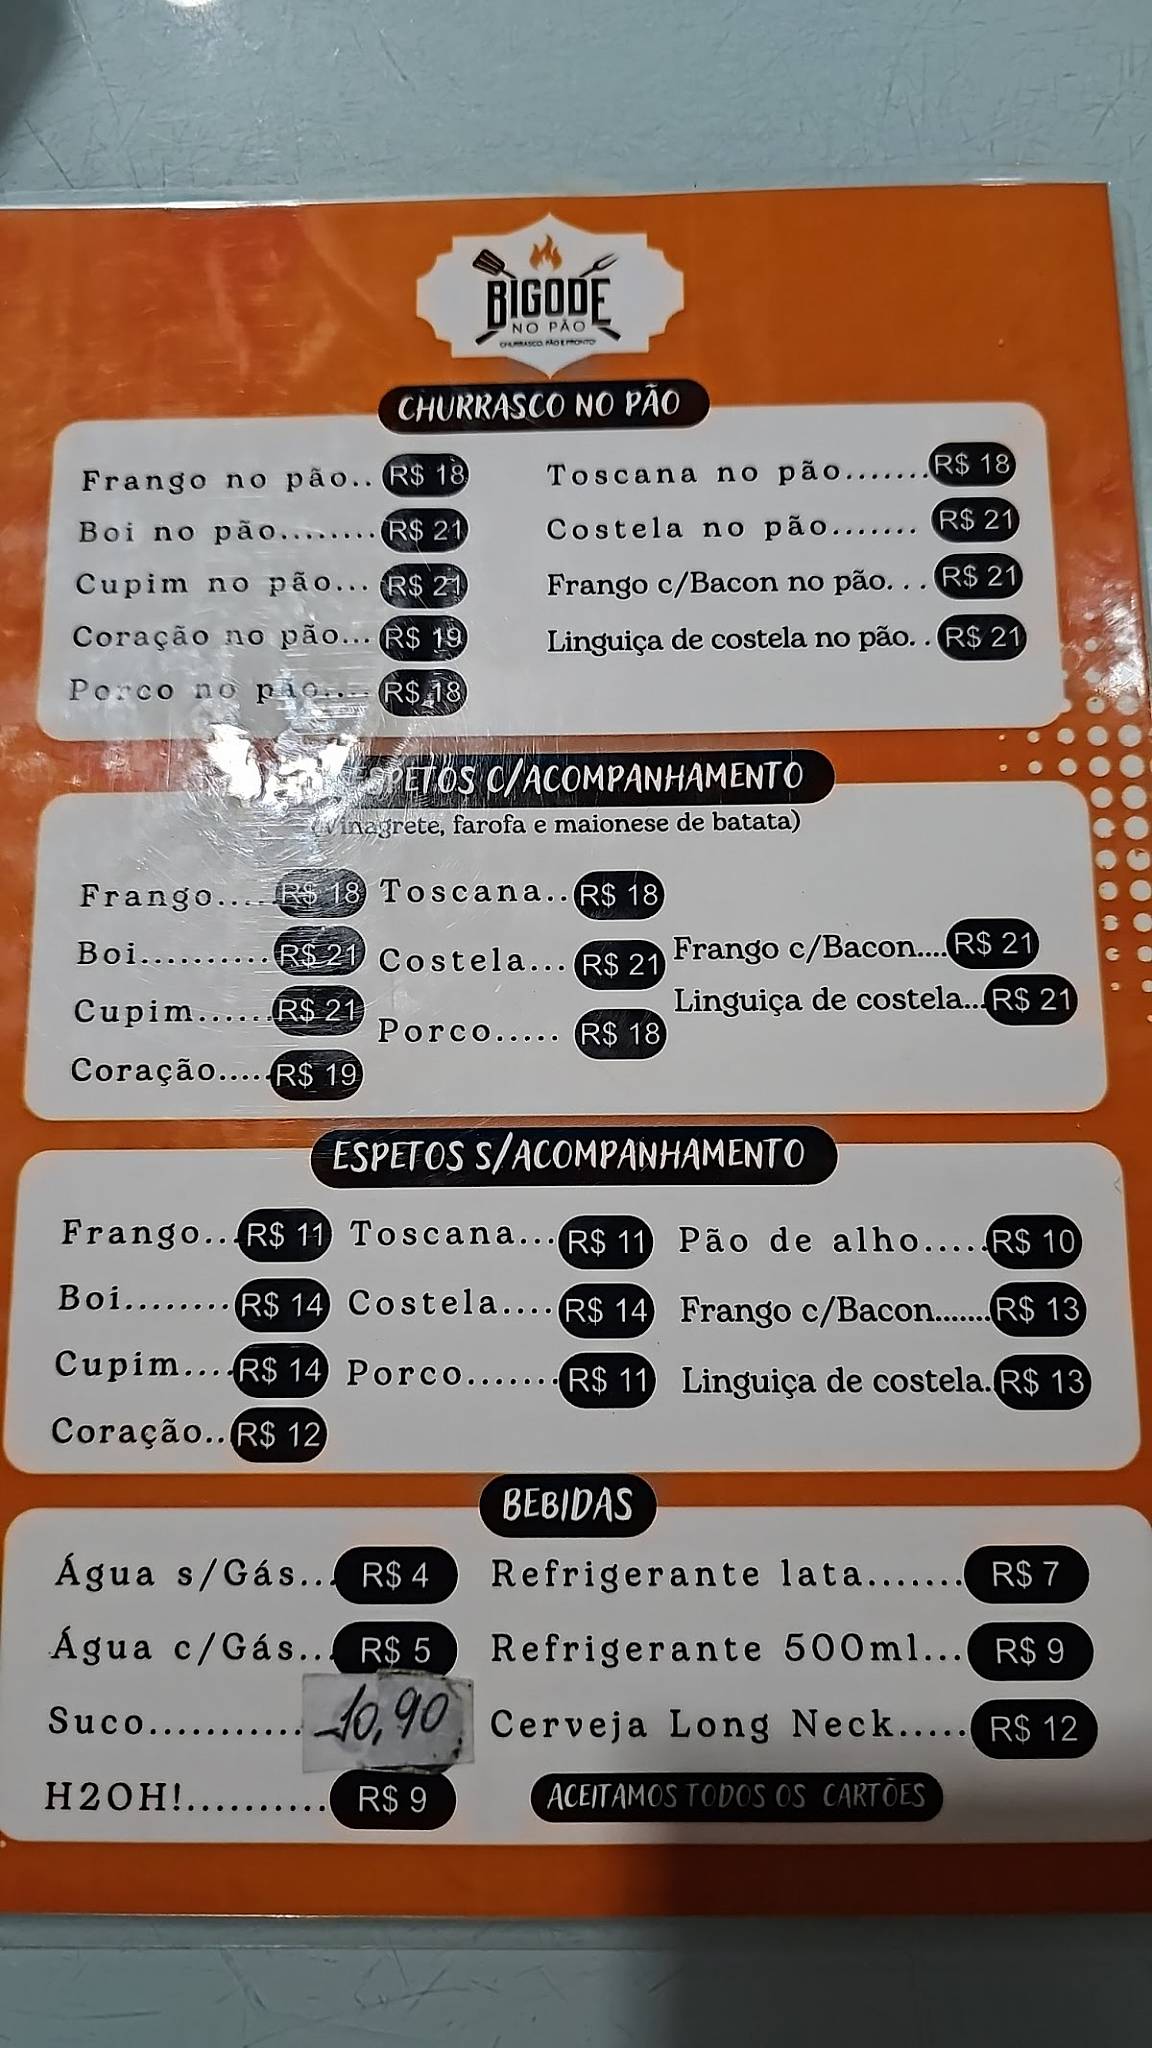 BIGODE
NO PÃO
CHURRASCO, PÃO E PRONTO!
CHURRASCO NO PÃO
Frango no pão.. R$ 18
Boi no pão........ R$ 21
Cupim no pão... R$ 21
Coração no pão... R$ 19
Porco no pão.... R$ 18
Toscana no pão....... R$ 18
Costela no pão....... R$ 21
Frango c/Bacon no pão. . . R$ 21
Linguiça de costela no pão. . R$ 21
ESPETOS C/ACOMPANHAMENTO
(Vinagrete, farofa e maionese de batata)
Frango..... R$ 18
Boi.......... R$ 21
Cupim...... R$ 21
Coração..... R$ 19
Toscana.. R$ 18
Costela... R$ 21
Porco..... R$ 18
Frango c/Bacon.... R$ 21
Linguiça de costela... R$ 21
ESPETOS S/ACOMPANHAMENTO
Frango... R$ 11
Boi........ R$ 14
Cupim.... R$ 14
Coração.. R$ 12
Toscana... R$ 11
Costela.... R$ 14
Porco....... R$ 11
Pão de alho..... R$ 10
Frango c/Bacon....... R$ 13
Linguiça de costela. R$ 13
BEBIDAS
Água s/Gás... R$ 4
Água c/Gás... R$ 5
Suco........... 10,90
H2OH!.......... R$ 9
Refrigerante lata....... R$ 7
Refrigerante 500ml... R$ 9
Cerveja Long Neck..... R$ 12
ACEITAMOS TODOS OS CARTÕES